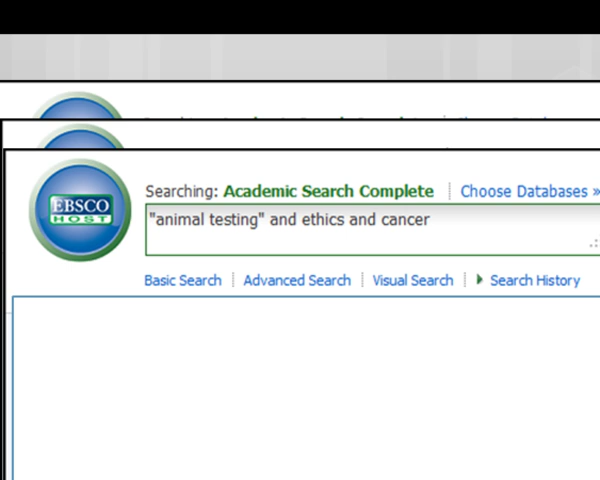 Searching: Academic Search Complete Choose Databases »
EBSCO
HOST
"animal testing" and ethics and cancer
Basic Search Advanced Search Visual Search Search History